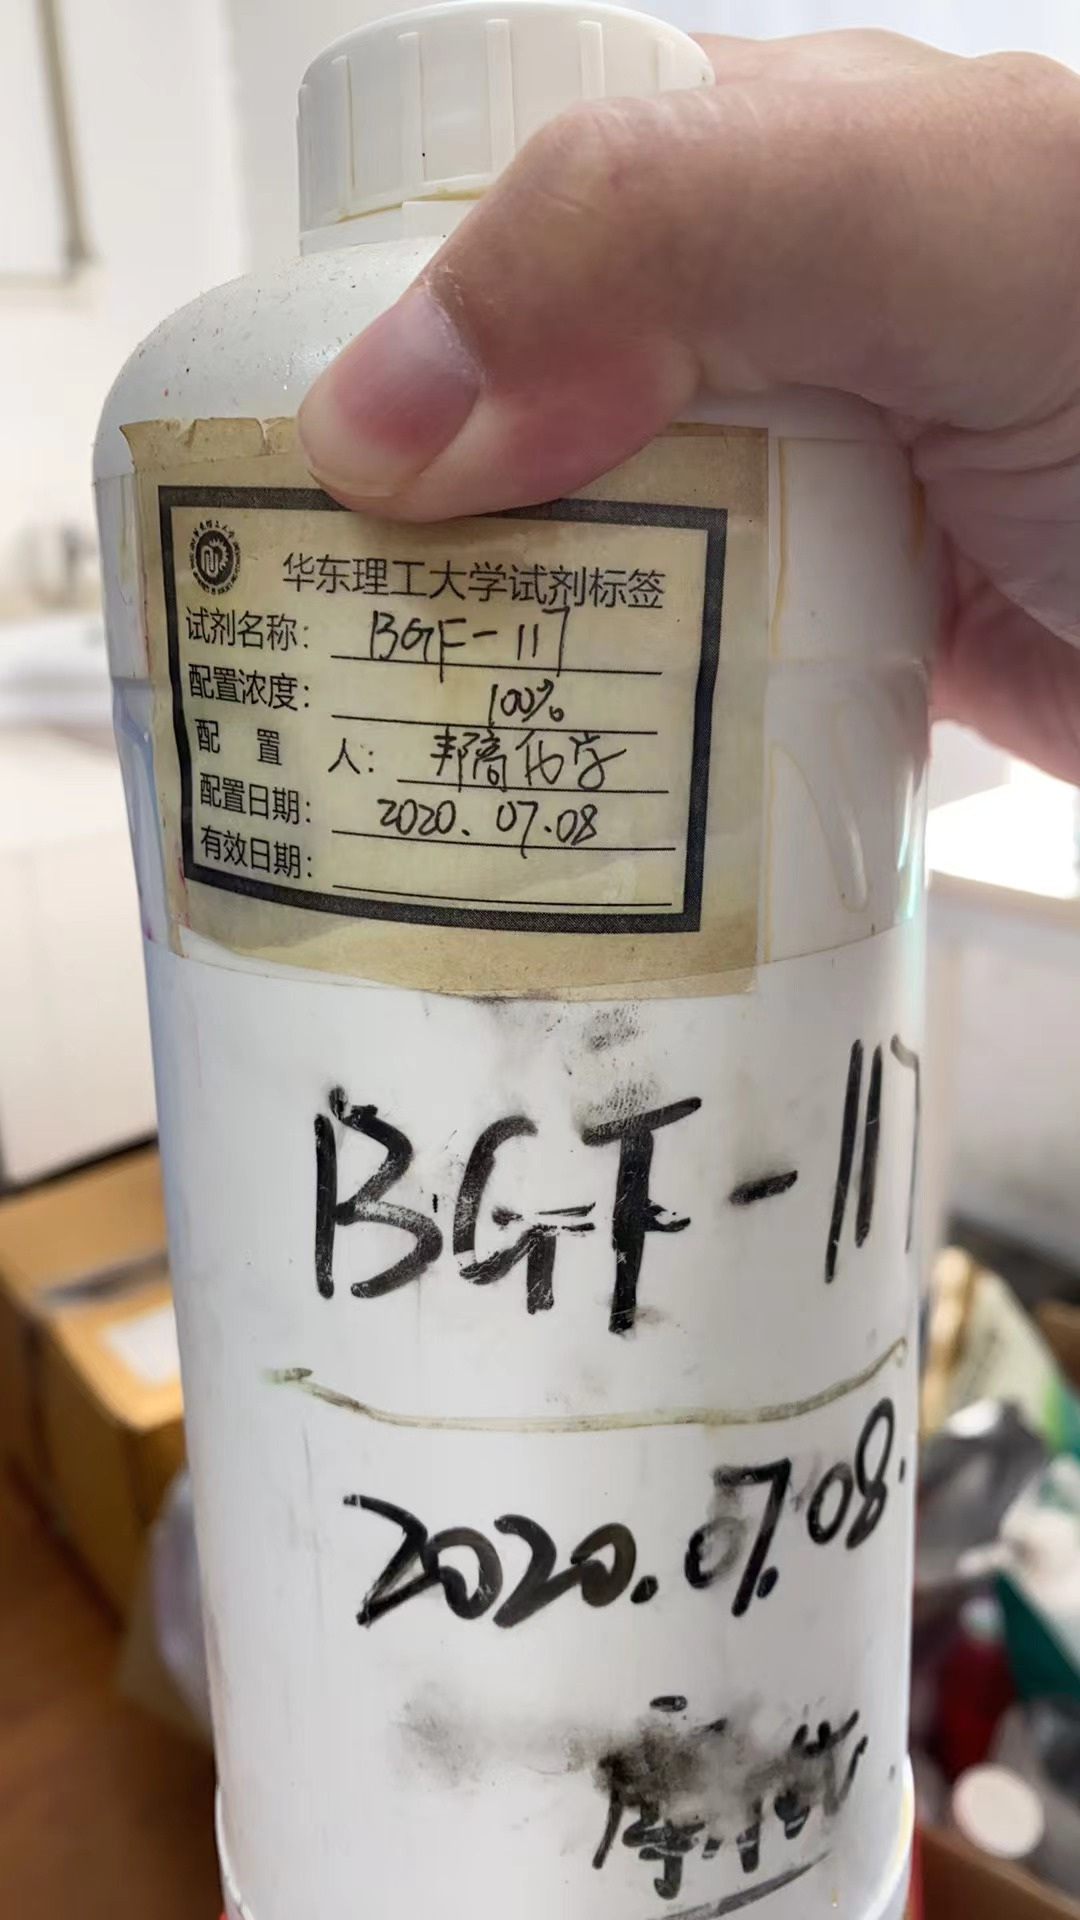 华东理工大学试剂标签
试剂名称: BGF-117
配置浓度: 100%
配置人: 邦高化学
配置日期: 2020.07.08
有效日期:
BGF-117
2020.07.08.